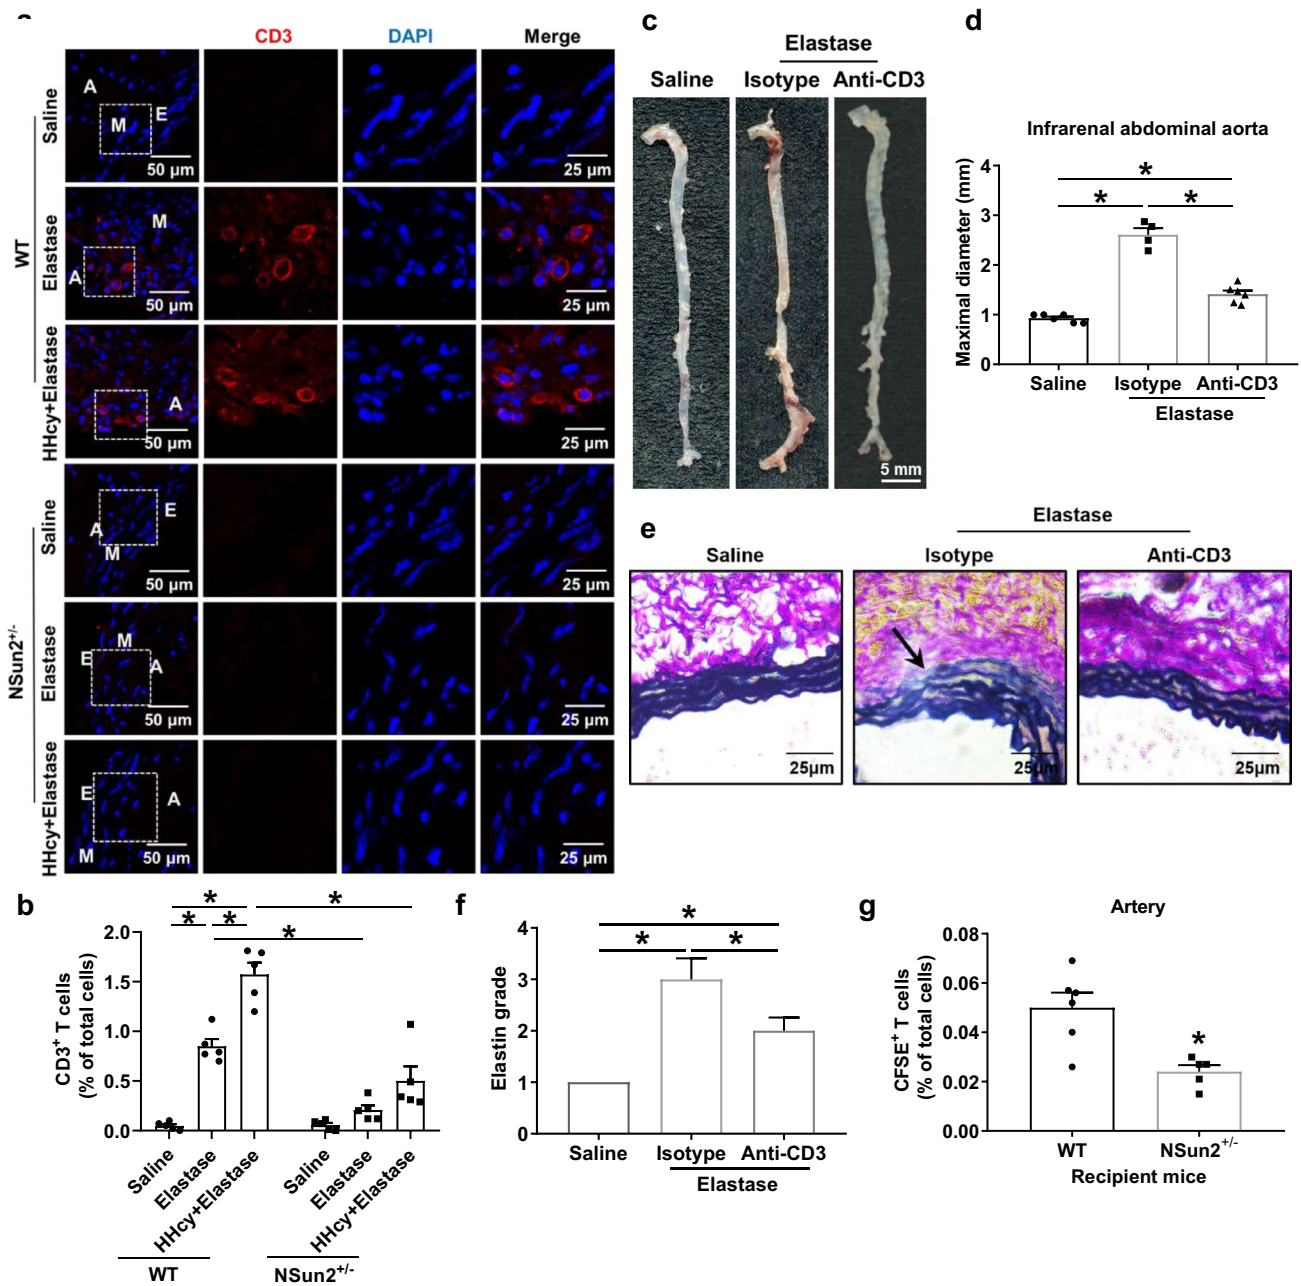 CD3 DAPI Merge
WT
Saline
A
M
E
50 µm
25 µm
Elastase
M
A
50 µm
25 µm
HHcy+Elastase
A
50 µm
25 µm
NSun2+/-
Saline
E
A
M
50 µm
25 µm
Elastase
M
E
A
50 µm
25 µm
HHcy+Elastase
E
A
M
50 µm
25 µm
b
CD3+ T cells
(% of total cells)
2.0
1.5
1.0
0.5
0.0
* * * * *
Saline Elastase HHcy+Elastase Saline Elastase HHcy+Elastase
WT NSun2+/-
c
Elastase
Saline Isotype Anti-CD3
5 mm
d
Infrarenal abdominal aorta
Maximal diameter (mm)
4
3
2
1
0
*
* *
Saline Isotype Anti-CD3
Elastase
e
Elastase
Saline Isotype Anti-CD3
25µm 25µm 25µm
f
Elastin grade
4
3
2
1
0
*
* *
Saline Isotype Anti-CD3
Elastase
g
Artery
CFSE+ T cells
(% of total cells)
0.08
0.06
0.04
0.02
0.00
*
WT NSun2+/-
Recipient mice